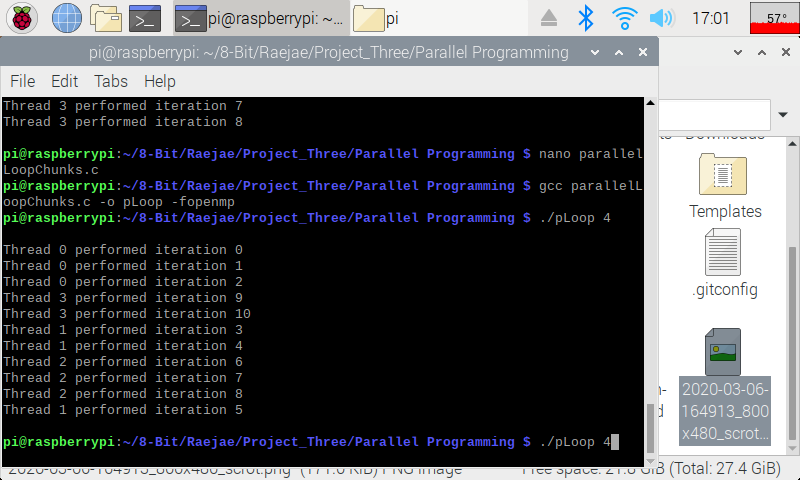 pi@raspberrypi: ~/...
pi
17:01
57°
pi@raspberrypi: ~/8-Bit/Raejae/Project_Three/Parallel Programming
File Edit Tabs Help
Thread 3 performed iteration 7
Thread 3 performed iteration 8
pi@raspberrypi:~/8-Bit/Raejae/Project_Three/Parallel Programming $ nano parallel
LoopChunks.c
pi@raspberrypi:~/8-Bit/Raejae/Project_Three/Parallel Programming $ gcc parallelL
oopChunks.c -o pLoop -fopenmp
pi@raspberrypi:~/8-Bit/Raejae/Project_Three/Parallel Programming $ ./pLoop 4
Thread 0 performed iteration 0
Thread 0 performed iteration 1
Thread 0 performed iteration 2
Thread 3 performed iteration 9
Thread 3 performed iteration 10
Thread 1 performed iteration 3
Thread 1 performed iteration 4
Thread 2 performed iteration 6
Thread 2 performed iteration 7
Thread 2 performed iteration 8
Thread 1 performed iteration 5
pi@raspberrypi:~/8-Bit/Raejae/Project_Three/Parallel Programming $ ./pLoop 4
Downloads
Templates
.gitconfig
2020-03-06-
164913_800
x480_scrot...
2020-03-06-164913_800x480_scrot.png (171.0 KiB) PNG image
Free space: 21.8 GiB (Total: 27.4 GiB)